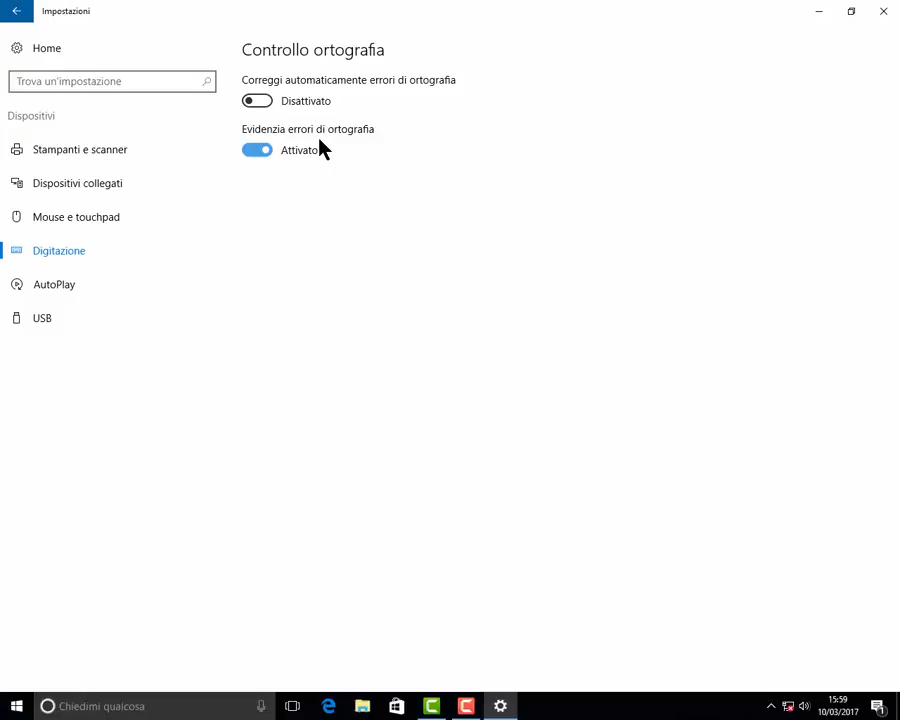 Impostazioni
Home
Trova un'impostazione
Dispositivi
Stampanti e scanner
Dispositivi collegati
Mouse e touchpad
Digitazione
AutoPlay
USB
Controllo ortografia
Correggi automaticamente errori di ortografia
Disattivato
Evidenzia errori di ortografia
Attivato
Chiedimi qualcosa
15:59
10/03/2017
1